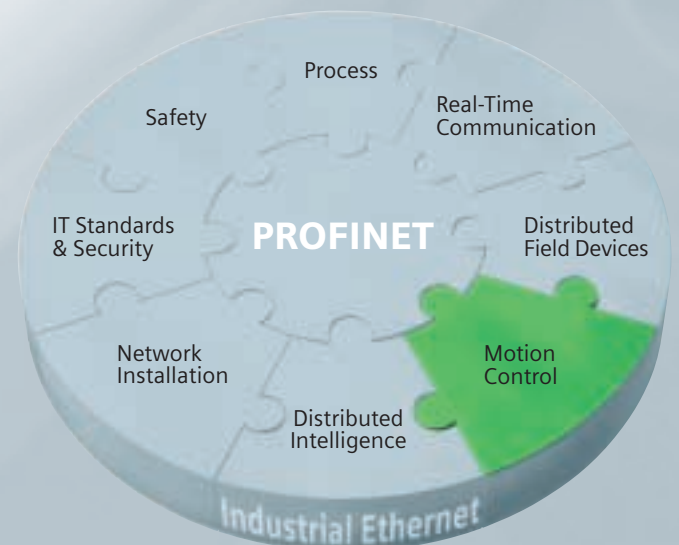 Process
Safety
Real-Time
Communication
IT Standards
& Security
PROFINET
Distributed
Field Devices
Network
Installation
Motion
Control
Distributed
Intelligence
Industrial Ethernet